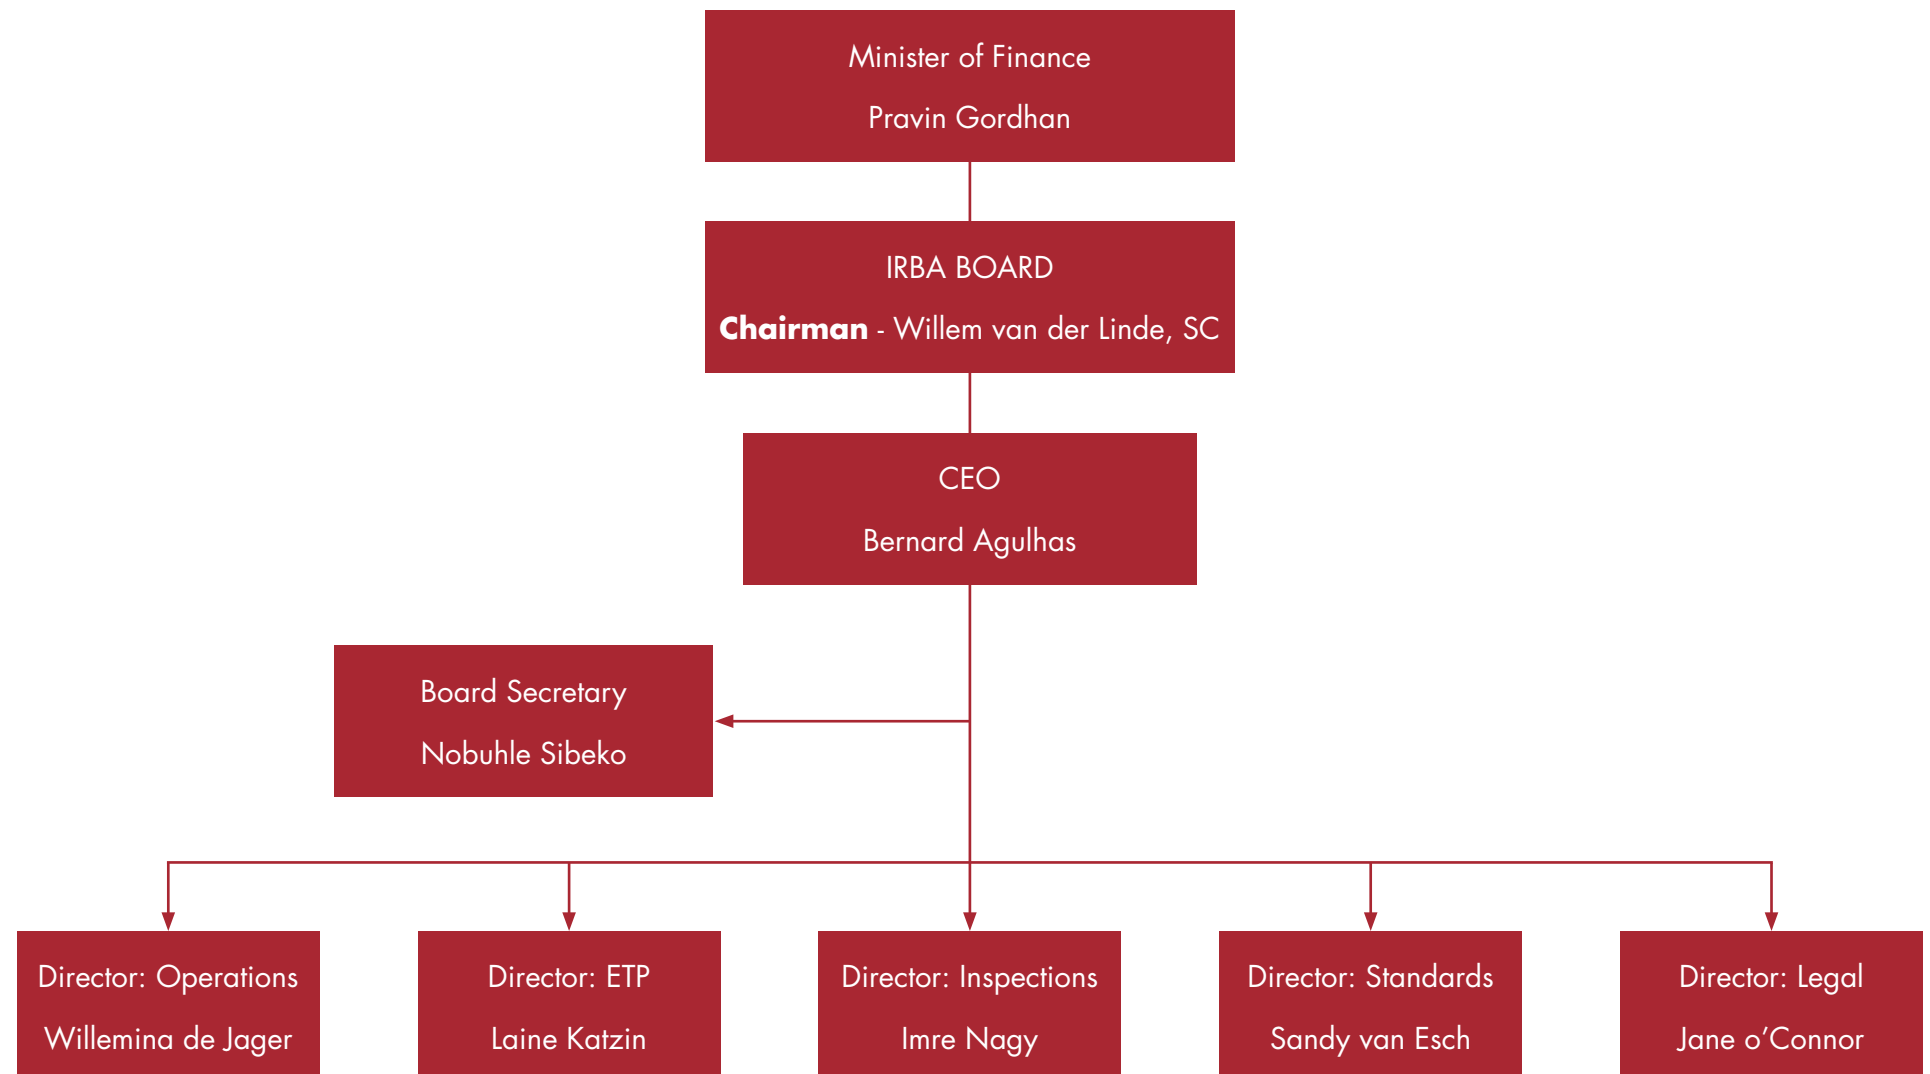 Minister of Finance
Pravin Gordhan
IRBA BOARD
Chairman - Willem van der Linde, SC
CEO
Bernard Agulhas
Board Secretary
Nobuhle Sibeko
Director: Operations
Willemina de Jager
Director: ETP
Laine Katzin
Director: Inspections
Imre Nagy
Director: Standards
Sandy van Esch
Director: Legal
Jane o’Connor